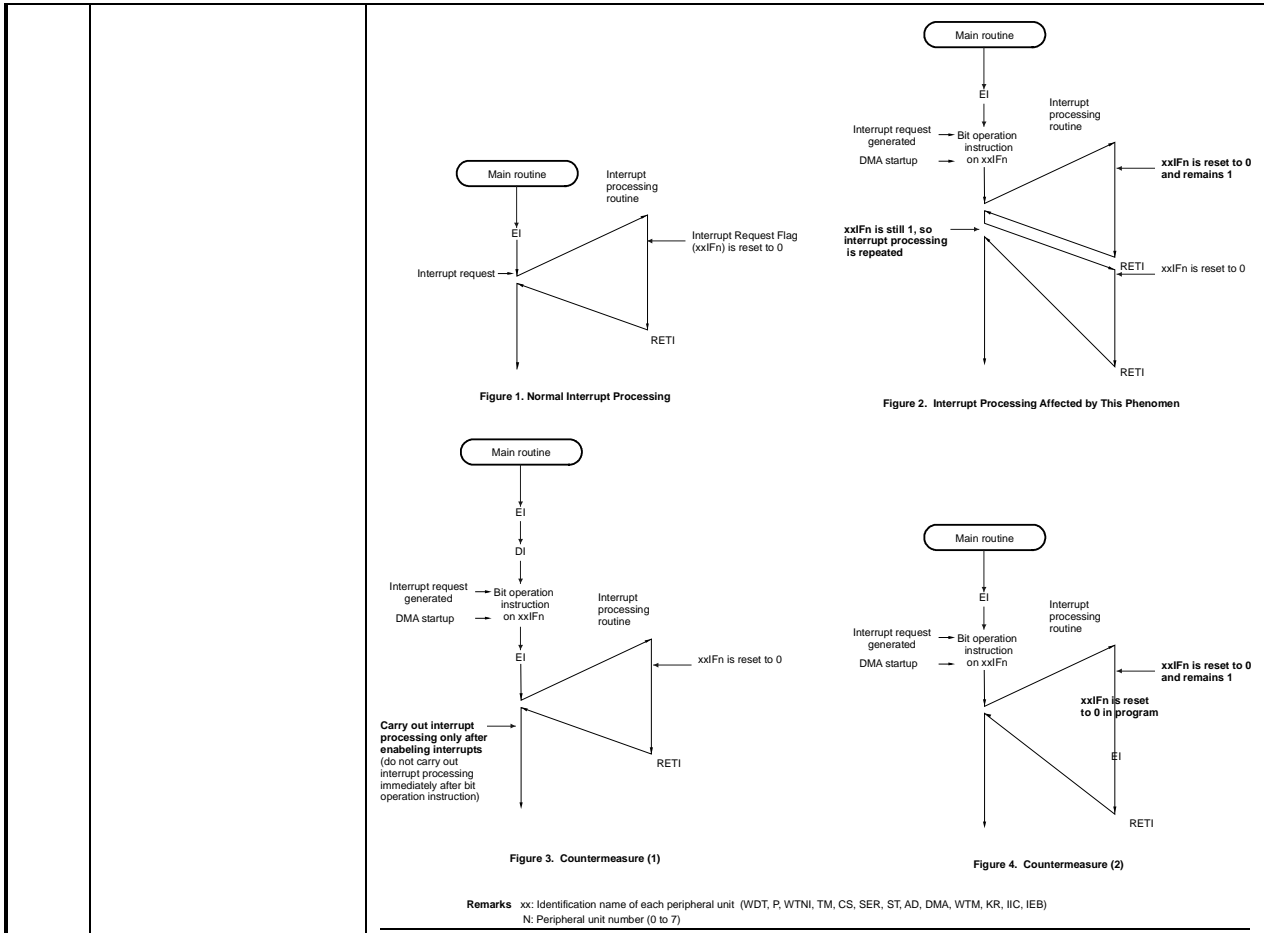 Main routine
EI
Interrupt request
Interrupt
processing
routine
Interrupt Request Flag
(xxIFn) is reset to 0
RETI
Figure 1. Normal Interrupt Processing
Main routine
EI
Interrupt request
generated
DMA startup
Bit operation
instruction
on xxIFn
Interrupt
processing
routine
xxIFn is reset to 0
and remains 1
xxIFn is still 1, so
interrupt processing
is repeated
RETI
xxIFn is reset to 0
RETI
Figure 2. Interrupt Processing Affected by This Phenomen
Main routine
EI
DI
Interrupt request
generated
DMA startup
Bit operation
instruction
on xxIFn
EI
Interrupt
processing
routine
xxIFn is reset to 0
Carry out interrupt
processing only after
enabeling interrupts
(do not carry out
interrupt processing
immediately after bit
operation instruction)
RETI
Figure 3. Countermeasure (1)
Main routine
EI
Interrupt request
generated
DMA startup
Bit operation
instruction
on xxIFn
Interrupt
processing
routine
xxIFn is reset to 0
and remains 1
xxIFn is reset
to 0 in program
EI
RETI
Figure 4. Countermeasure (2)
Remarks xx: Identification name of each peripheral unit (WDT, P, WTNI, TM, CS, SER, ST, AD, DMA, WTM, KR, IIC, IEB)
N: Peripheral unit number (0 to 7)